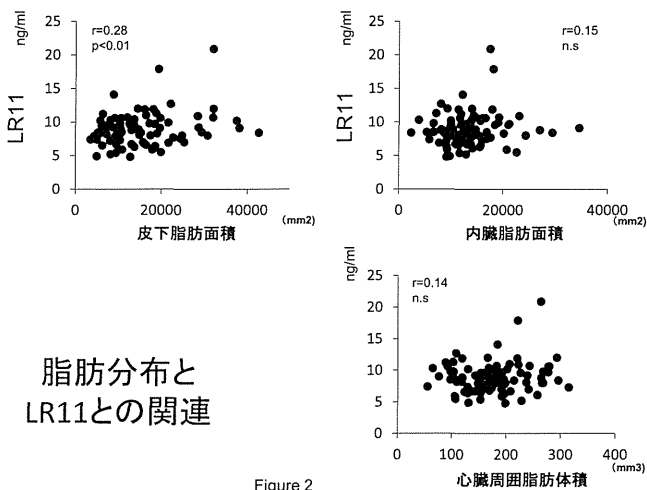 ng/ml
25
20
15
10
5
0
LR11
r=0.28
p<0.01
0 20000 40000
(mm2)
皮下脂肪面積
ng/ml
25
20
15
10
5
0
LR11
r=0.15
n.s
0 20000 40000
(mm2)
内臓脂肪面積
ng/ml
25
20
15
10
5
0
r=0.14
n.s
0 100 200 300 400
(mm3)
心臓周囲脂肪体積
脂肪分布と
LR11との関連
Figure 2